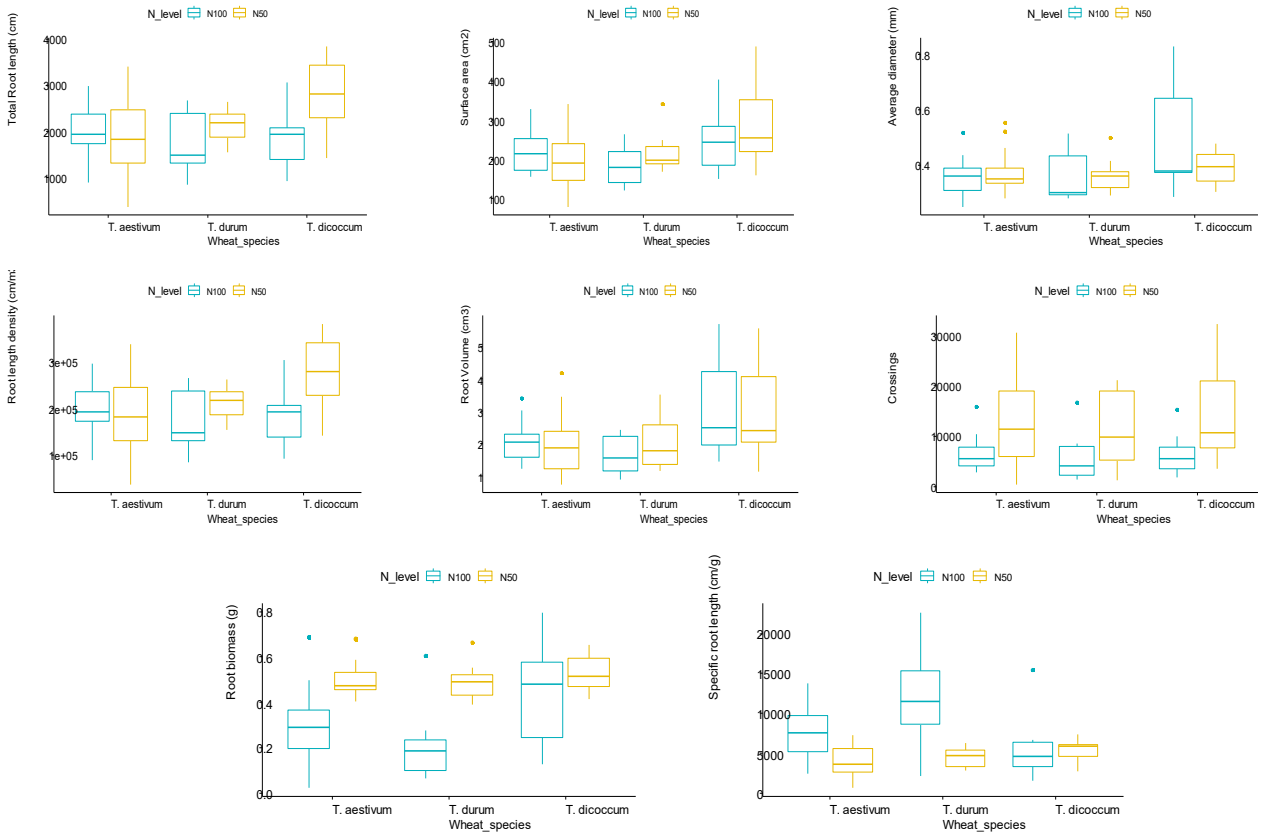 N_level N100 N50
Total Root length (cm)
4000
3000
2000
1000
T. aestivum T. durum T. dicoccum
Wheat_species
N_level N100 N50
Surface area (cm2)
500
400
300
200
100
T. aestivum T. durum T. dicoccum
Wheat_species
N_level N100 N50
Average diameter (mm)
0.8
0.6
0.4
T. aestivum T. durum T. dicoccum
Wheat_species
N_level N100 N50
Root length density (cm/m
3e+05
2e+05
1e+05
T. aestivum T. durum T. dicoccum
Wheat_species
N_level N100 N50
Root Volume (cm3)
5
4
3
2
1
T. aestivum T. durum T. dicoccum
Wheat_species
N_level N100 N50
Crossings
30000
20000
10000
0
T. aestivum T. durum T. dicoccum
Wheat_species
N_level N100 N50
Root biomass (g)
0.8
0.6
0.4
0.2
0.0
T. aestivum T. durum T. dicoccum
Wheat_species
N_level N100 N50
Specific root length (cm/g)
20000
15000
10000
5000
0
T. aestivum T. durum T. dicoccum
Wheat_species